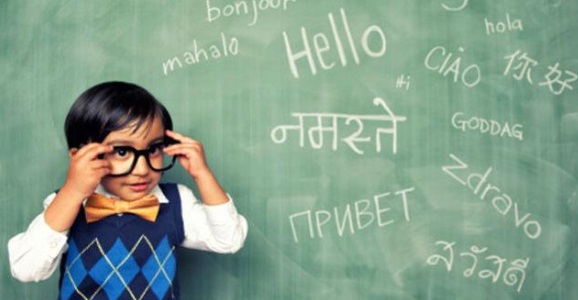 bonjour
hola
mahalo
Hello
CIAO
你好
Hi
नमस्ते
GODDAG
Zdravo
ПРИВЕТ
สวัสดี